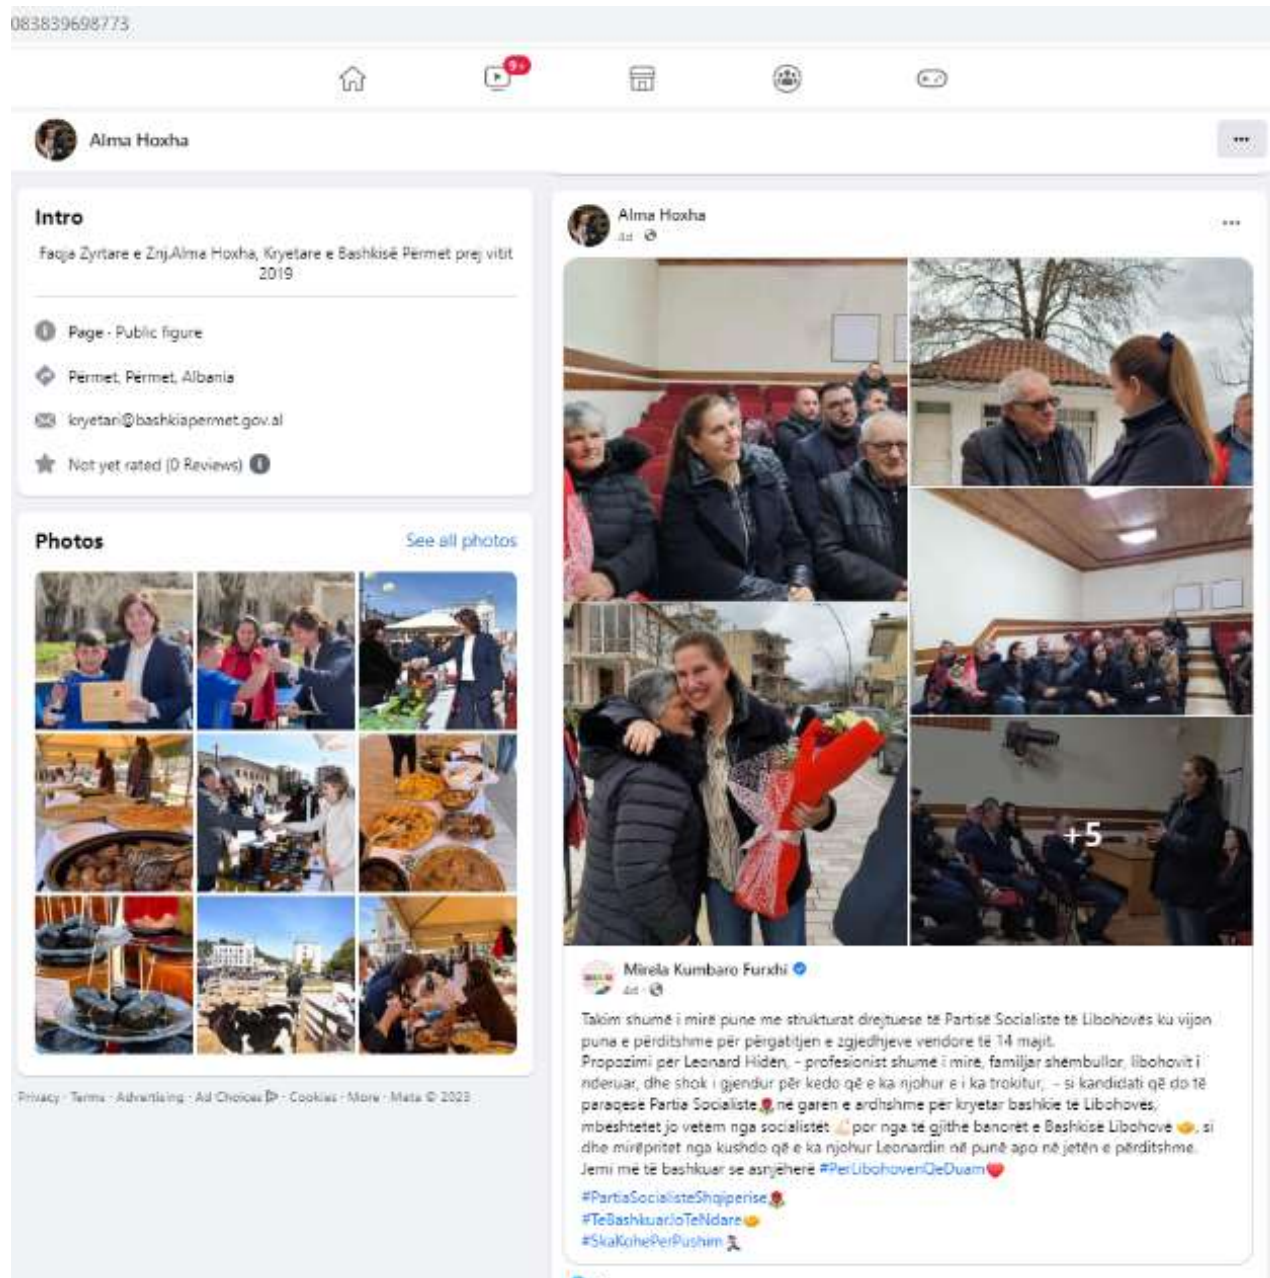 083839698773
9+
Alma Hoxha
Intro
Faqja Zyrtare e Znj.Alma Hoxha, Kryetare e Bashkisë Përmet prej vitit
2019
Page · Public figure
Përmet, Përmet, Albania
kryetari@bashkiapermet.gov.al
Not yet rated (0 Reviews)
Photos
See all photos
Privacy · Terms · Advertising · Ad Choices · Cookies · More · Meta © 2023
Alma Hoxha
4d ·
+5
Mirela Kumbaro Furxhi
4d ·
Takim shumë i mirë pune me strukturat drejtuese të Partisë Socialiste të Libohovës ku vijon
puna e përditshme për përgatitjen e zgjedhjeve vendore të 14 majit.
Propozimi për Leonard Hidën, - profesionist shumë i mirë, familjar shëmbullor, libohovit i
nderuar, dhe shok i gjendur për këdo që e ka njohur e i ka trokitur, - si kandidati që do të
paraqesë Partia Socialiste🌹në garën e ardhshme për kryetar bashkie të Libohovës,
mbështetet jo vetëm nga socialistët 💪🏻por nga të gjithë banorët e Bashkisë Libohovë 🤝, si
dhe mirëpritet nga kushdo që e ka njohur Leonardin në punë apo në jetën e përditshme.
Jemi më të bashkuar se asnjëherë #PerLibohovenQeDuam❤️
#PartiaSocialisteShqiperise🌹
#TeBashkuarJoTeNdare🤝
#SkaKohePerPushim🏃🏻‍♀️